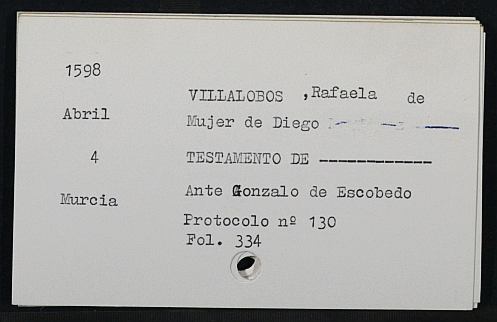 1598
VILLALOBOS ,Rafaela de
Abril
Mujer de Diego
4
TESTAMENTO DE ------------
Murcia
Ante Gonzalo de Escobedo
Protocolo nº 130
Fol. 334